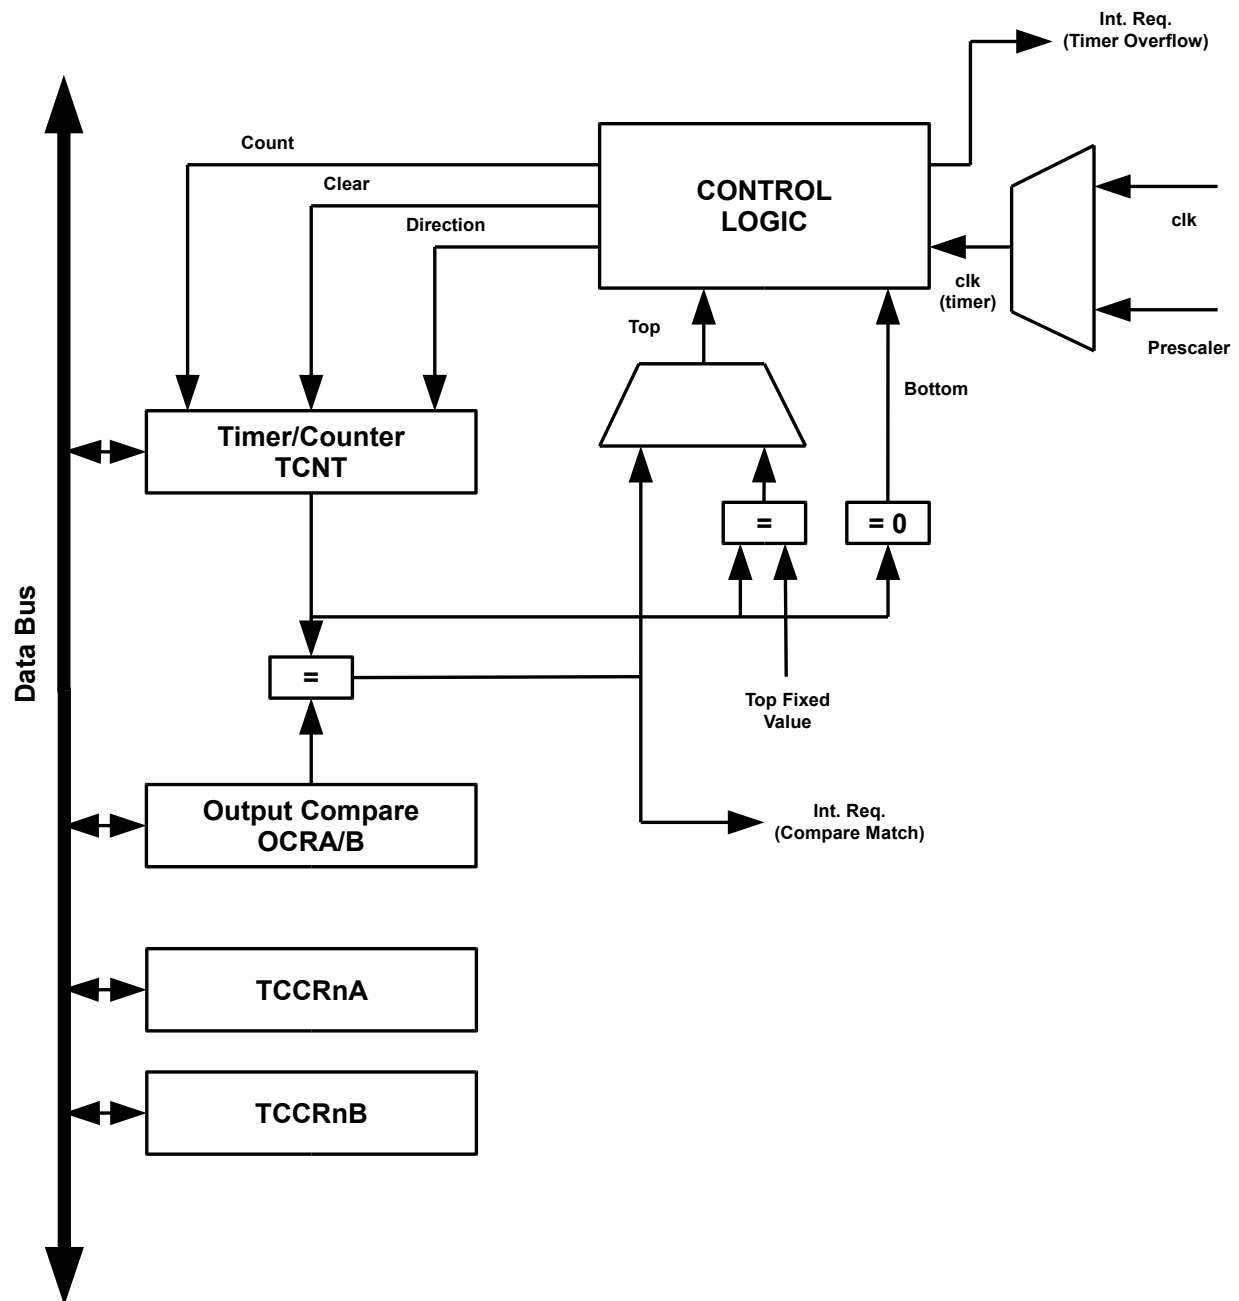 Int. Req.
(Timer Overflow)
Count
Clear
Direction
CONTROL
LOGIC
clk
clk
(timer)
Prescaler
Top
Bottom
Timer/Counter
TCNT
=
= 0
=
Top Fixed
Value
Data Bus
Output Compare
OCRA/B
Int. Req.
(Compare Match)
TCCRnA
TCCRnB